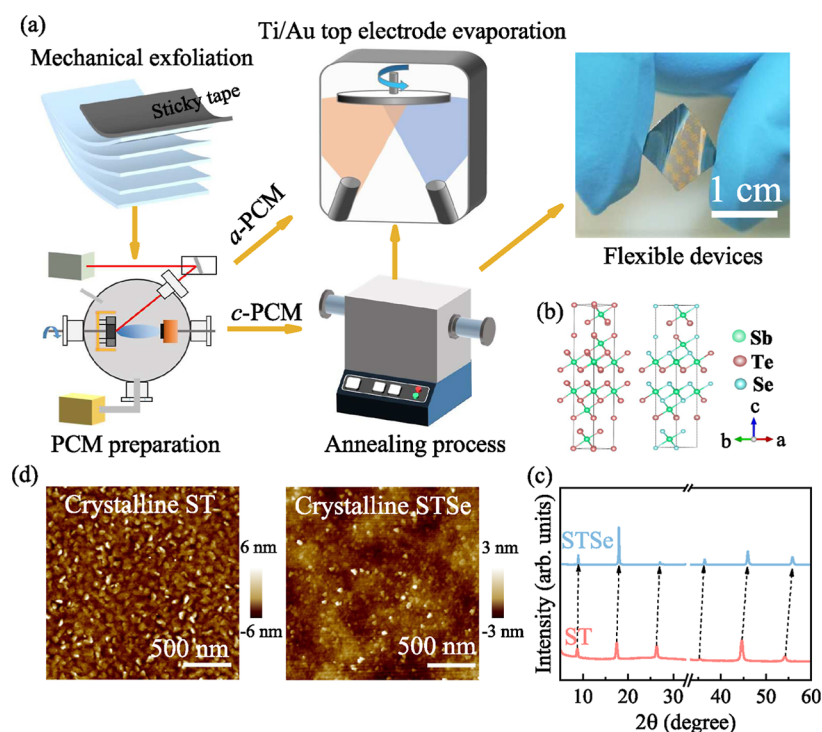 (a)
Ti/Au top electrode evaporation
Mechanical exfoliation
Sticky tape
a-PCM
1 cm
Flexible devices
c-PCM
PCM preparation
Annealing process
(b)
Sb
Te
Se
c
b
a
(d)
Crystalline ST
6 nm
-6 nm
500 nm
Crystalline STSe
3 nm
-3 nm
500 nm
(c)
Intensity (arb. units)
STSe
ST
10 20 30 40 50 60
2θ (degree)